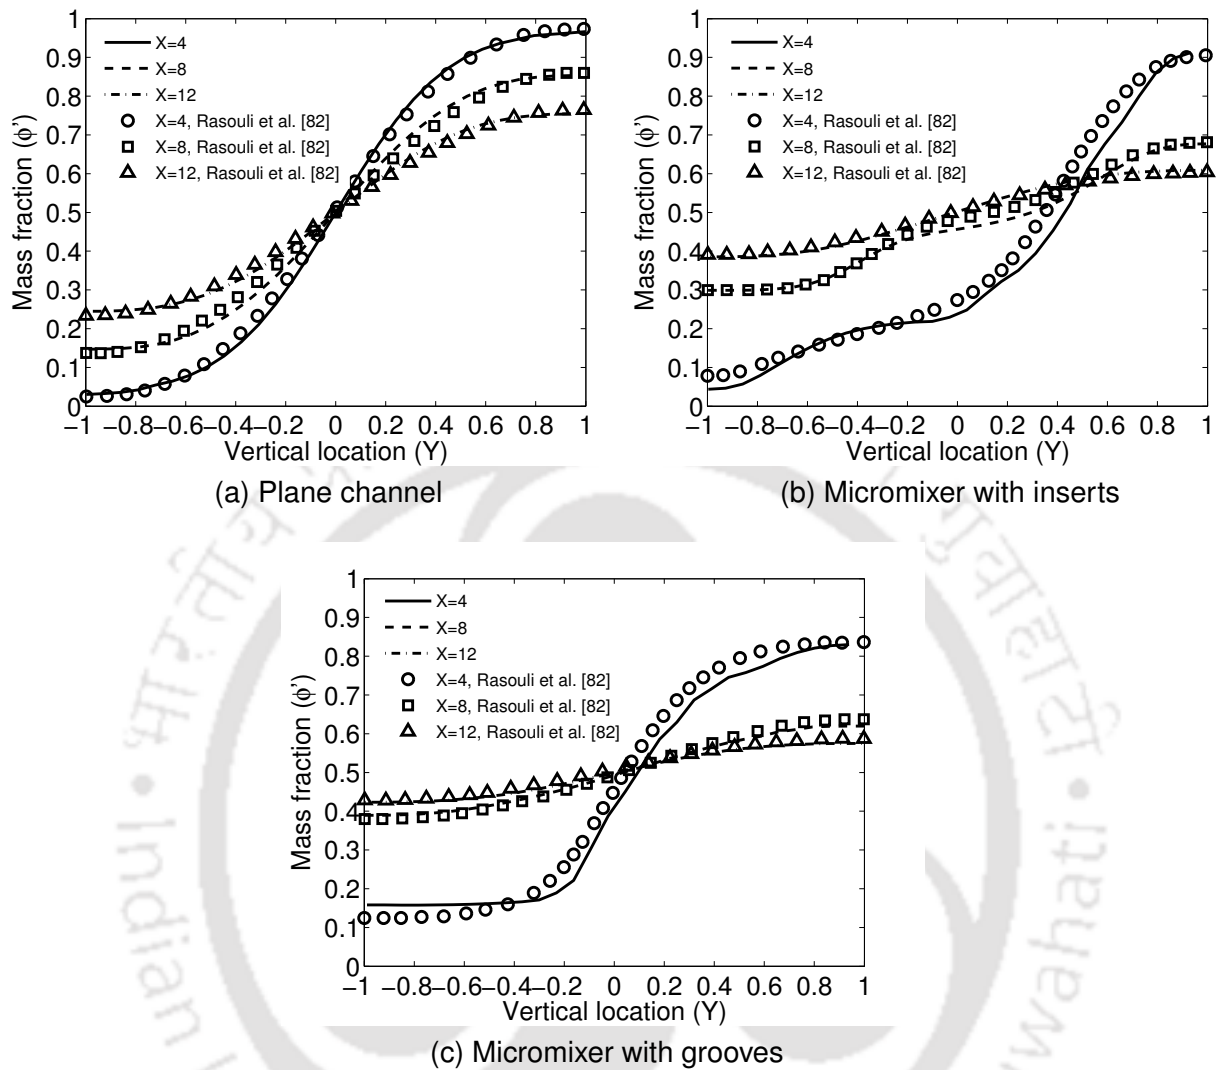 1
0.9
0.8
0.7
0.6
0.5
0.4
0.3
0.2
0.1
0
Mass fraction (ϕ')
X=4
X=8
X=12
X=4, Rasouli et al. [82]
X=8, Rasouli et al. [82]
X=12, Rasouli et al. [82]
−1 −0.8 −0.6 −0.4 −0.2 0 0.2 0.4 0.6 0.8 1
Vertical location (Y)
(a) Plane channel
1
0.9
0.8
0.7
0.6
0.5
0.4
0.3
0.2
0.1
0
Mass fraction (ϕ')
X=4
X=8
X=12
X=4, Rasouli et al. [82]
X=8, Rasouli et al. [82]
X=12, Rasouli et al. [82]
−1 −0.8 −0.6 −0.4 −0.2 0 0.2 0.4 0.6 0.8 1
Vertical location (Y)
(b) Micromixer with inserts
1
0.9
0.8
0.7
0.6
0.5
0.4
0.3
0.2
0.1
0
Mass fraction (ϕ')
X=4
X=8
X=12
X=4, Rasouli et al. [82]
X=8, Rasouli et al. [82]
X=12, Rasouli et al. [82]
−1 −0.8 −0.6 −0.4 −0.2 0 0.2 0.4 0.6 0.8 1
Vertical location (Y)
(c) Micromixer with grooves
भारतीय
गुवाहाटी
Indian
wahati